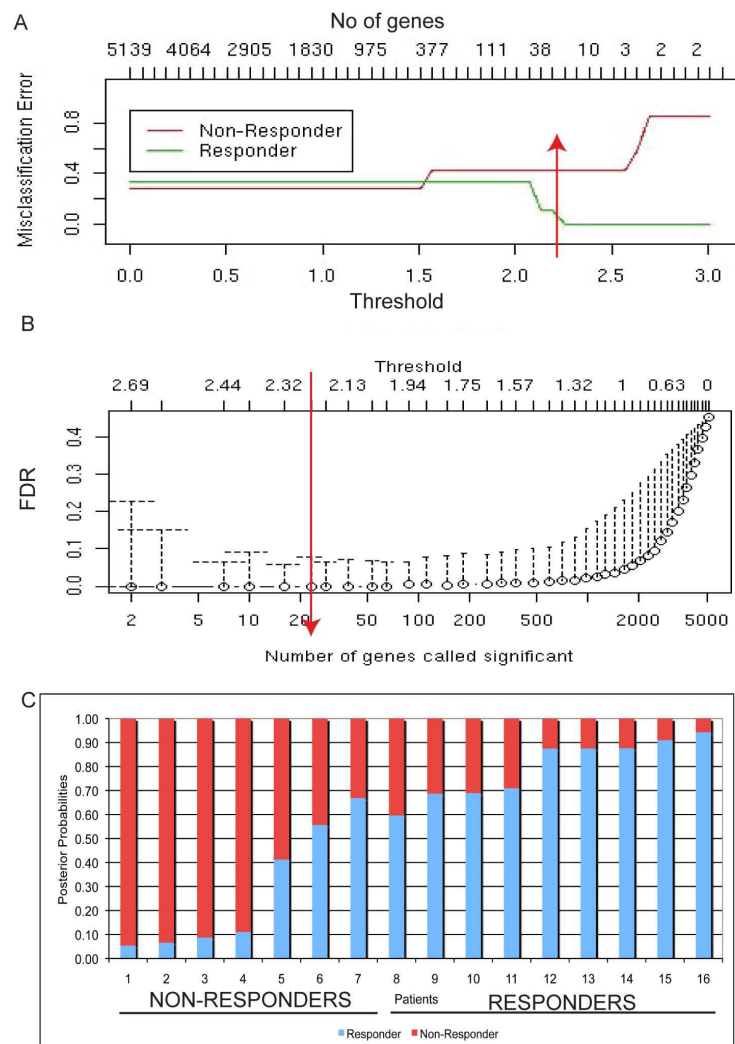 A
No of genes
5139 4064 2905 1830 975 377 111 38 10 3 2 2
Misclassification Error
0.8
0.4
0.0
Non-Responder
Responder
0.0 0.5 1.0 1.5 2.0 2.5 3.0
Threshold
B
Threshold
2.69 2.44 2.32 2.13 1.94 1.75 1.57 1.32 1 0.63 0
FDR
0.4
0.3
0.2
0.1
0.0
2 5 10 20 50 100 200 500 2000 5000
Number of genes called significant
C
Posterior Probabilities
1.00
0.90
0.80
0.70
0.60
0.50
0.40
0.30
0.20
0.10
0.00
1 2 3 4 5 6 7 8 9 10 11 12 13 14 15 16
NON-RESPONDERS Patients RESPONDERS
Responder Non-Responder